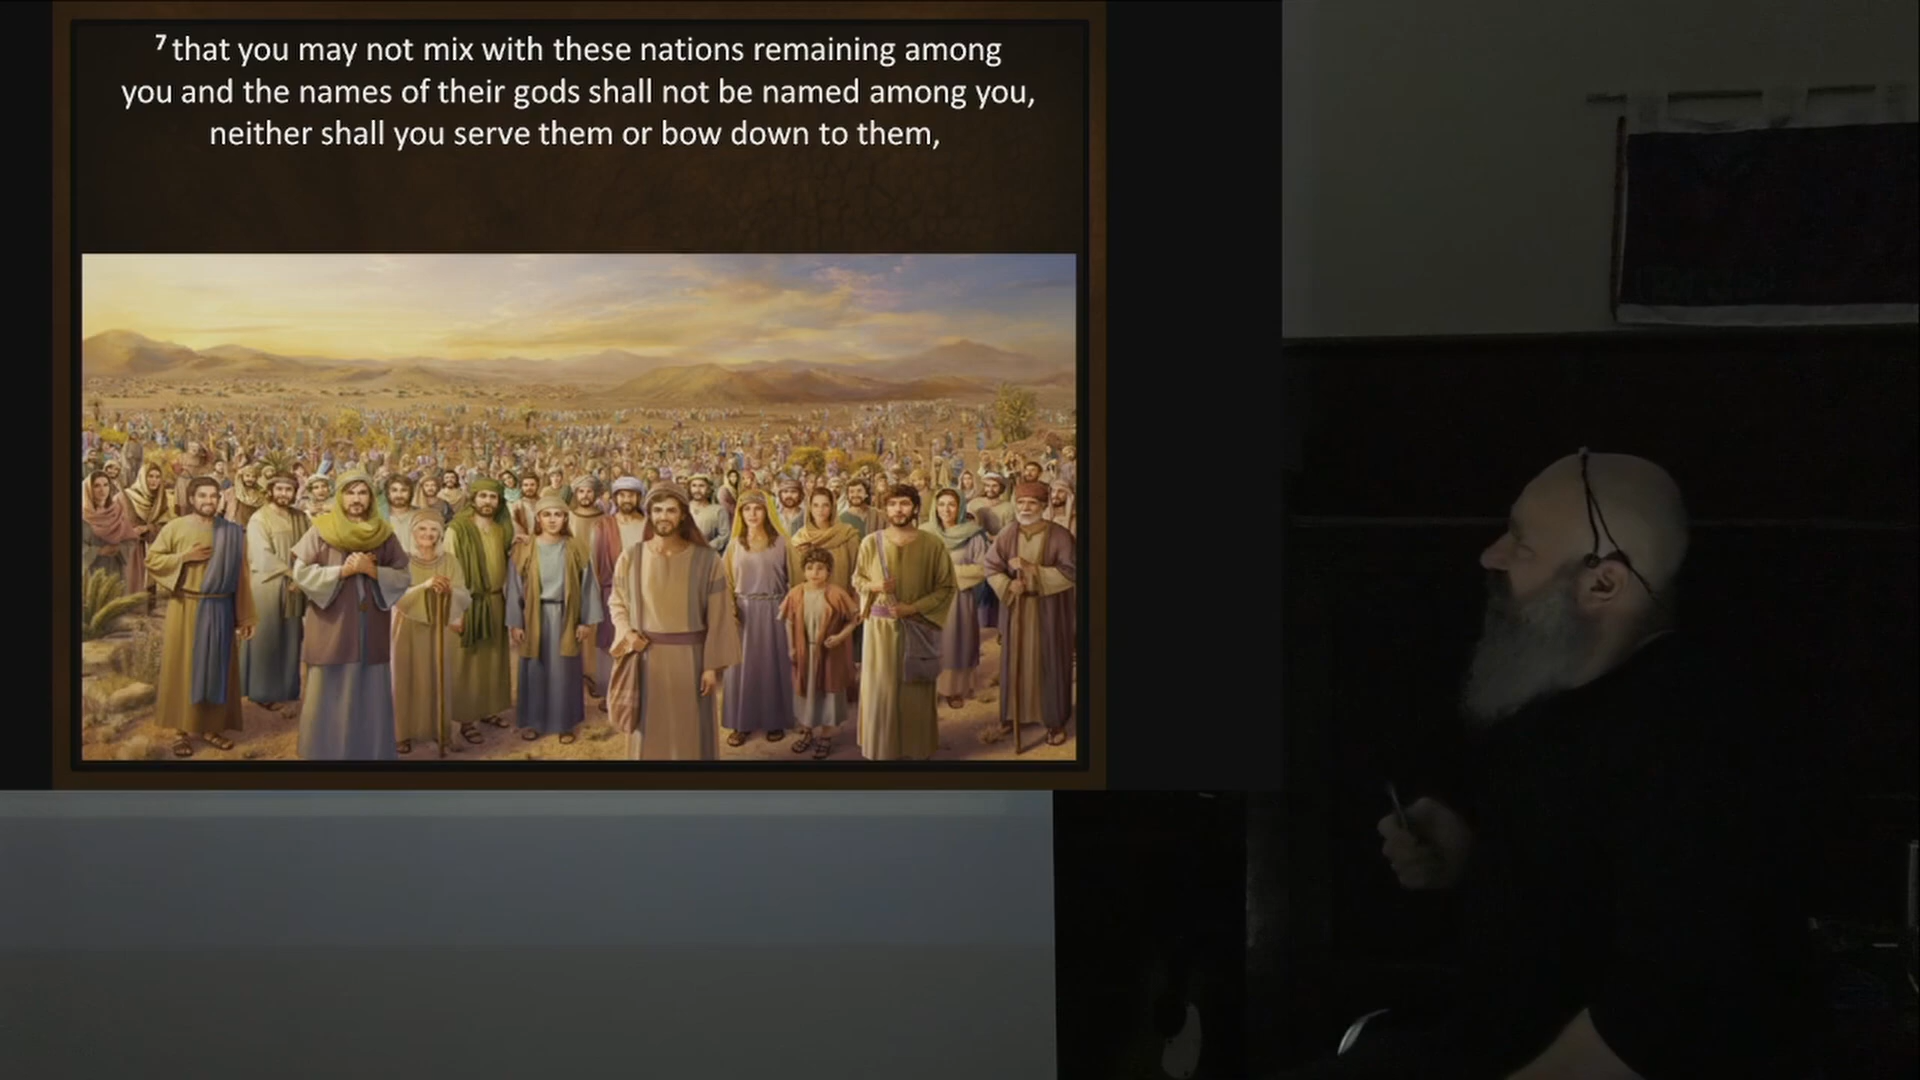 7 that you may not mix with these nations remaining among
you and the names of their gods shall not be named among you,
neither shall you serve them or bow down to them,